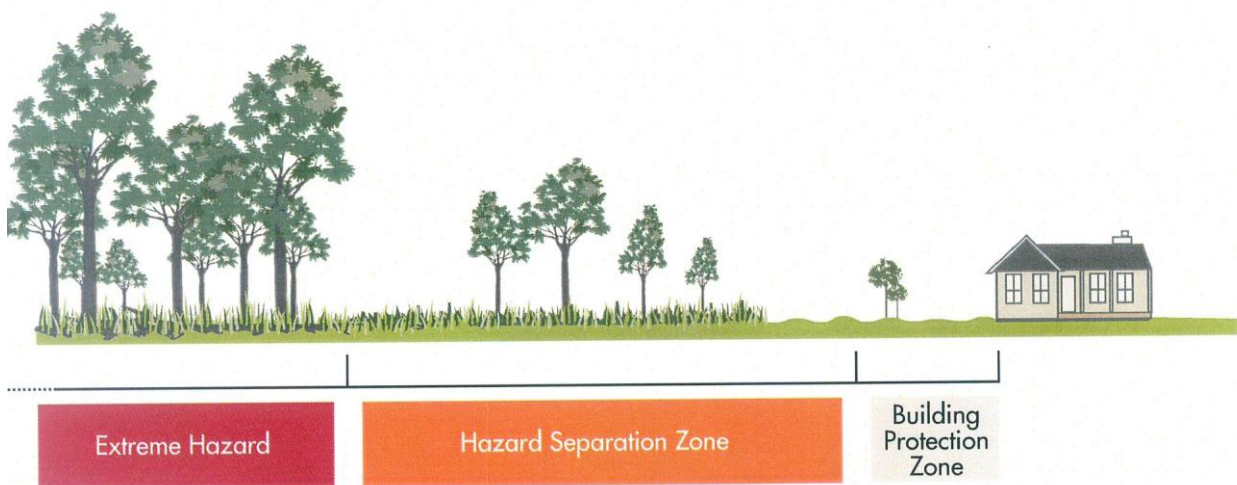 Extreme Hazard
Hazard Separation Zone
Building
Protection
Zone